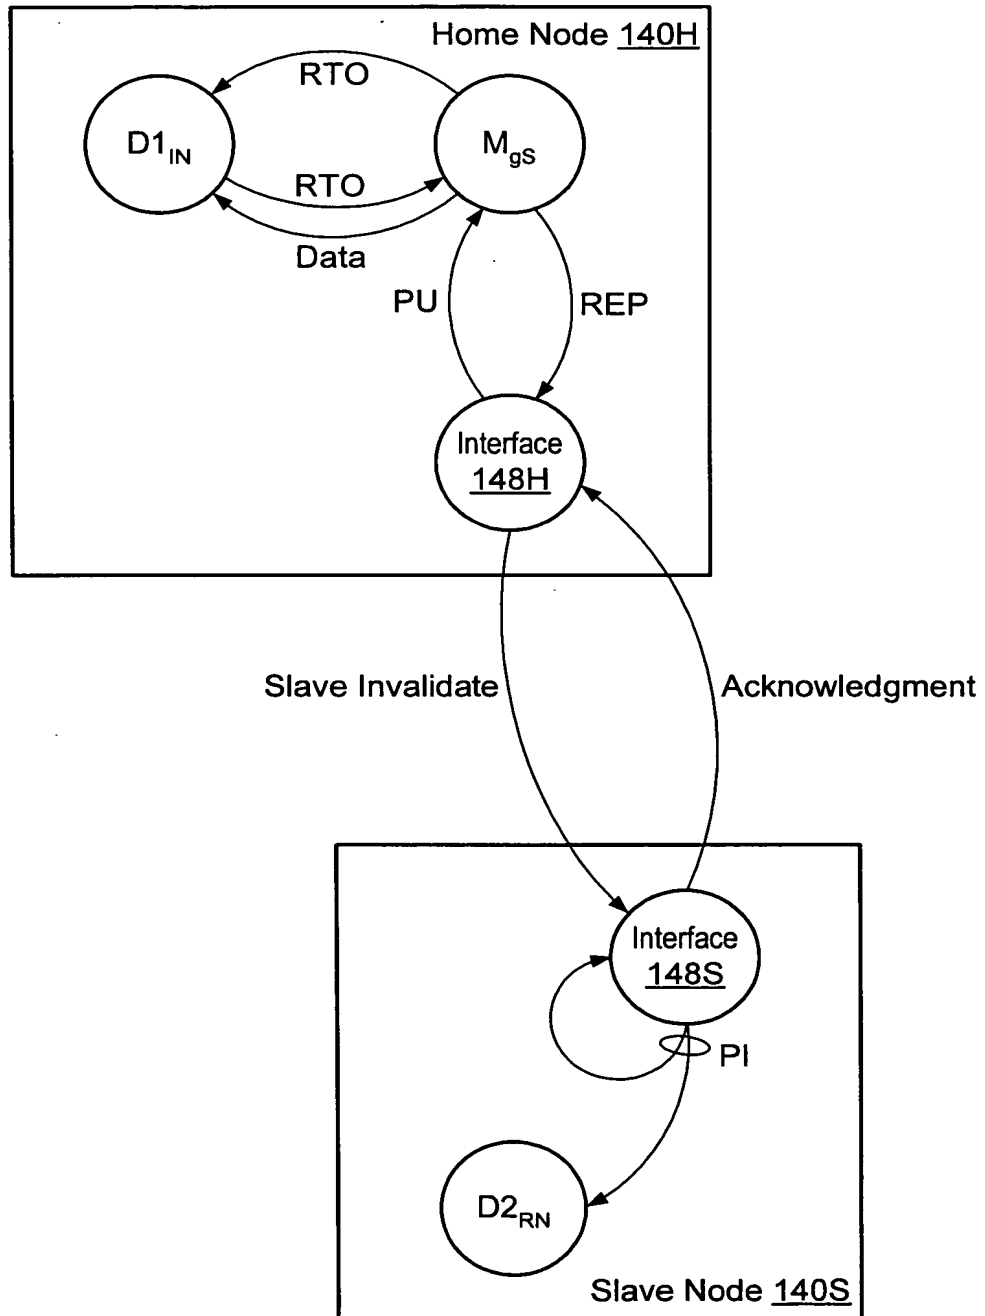 Home Node 140H
RTO
D1IN
MgS
RTO
Data
PU
REP
Interface
148H
Slave Invalidate
Acknowledgment
Interface
148S
PI
D2RN
Slave Node 140S